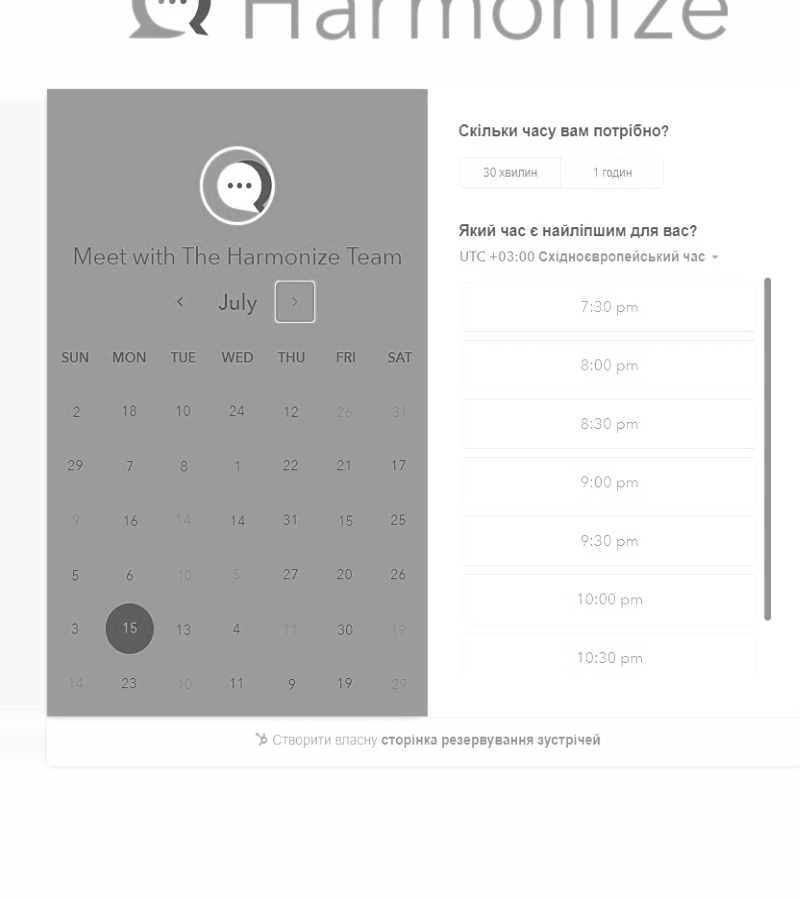 Harmonize
Meet with The Harmonize Team
July
SUN MON TUE WED THU FRI SAT
2 18 10 24 12 26 31
29 7 8 1 22 21 17
9 16 14 14 31 15 25
5 6 10 5 27 20 26
3 15 13 4 11 30 19
14 23 10 11 9 19 29
Скільки часу вам потрібно?
30 хвилин 1 годин
Який час є найліпшим для вас?
UTC +03:00 Східноєвропейський час
7:30 pm
8:00 pm
8:30 pm
9:00 pm
9:30 pm
10:00 pm
10:30 pm
Створити власну сторінка резервування зустрічей